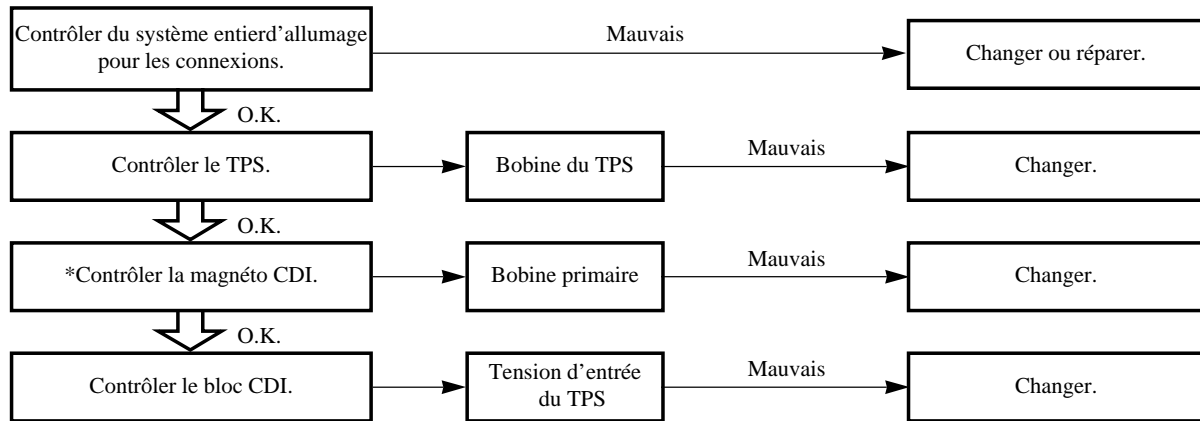 Contrôler du système entierd’allumage
pour les connexions.
Mauvais
Changer ou réparer.
O.K.
Contrôler le TPS.
Bobine du TPS
Mauvais
Changer.
O.K.
*Contrôler la magnéto CDI.
Bobine primaire
Mauvais
Changer.
O.K.
Contrôler le bloc CDI.
Tension d’entrée
du TPS
Mauvais
Changer.